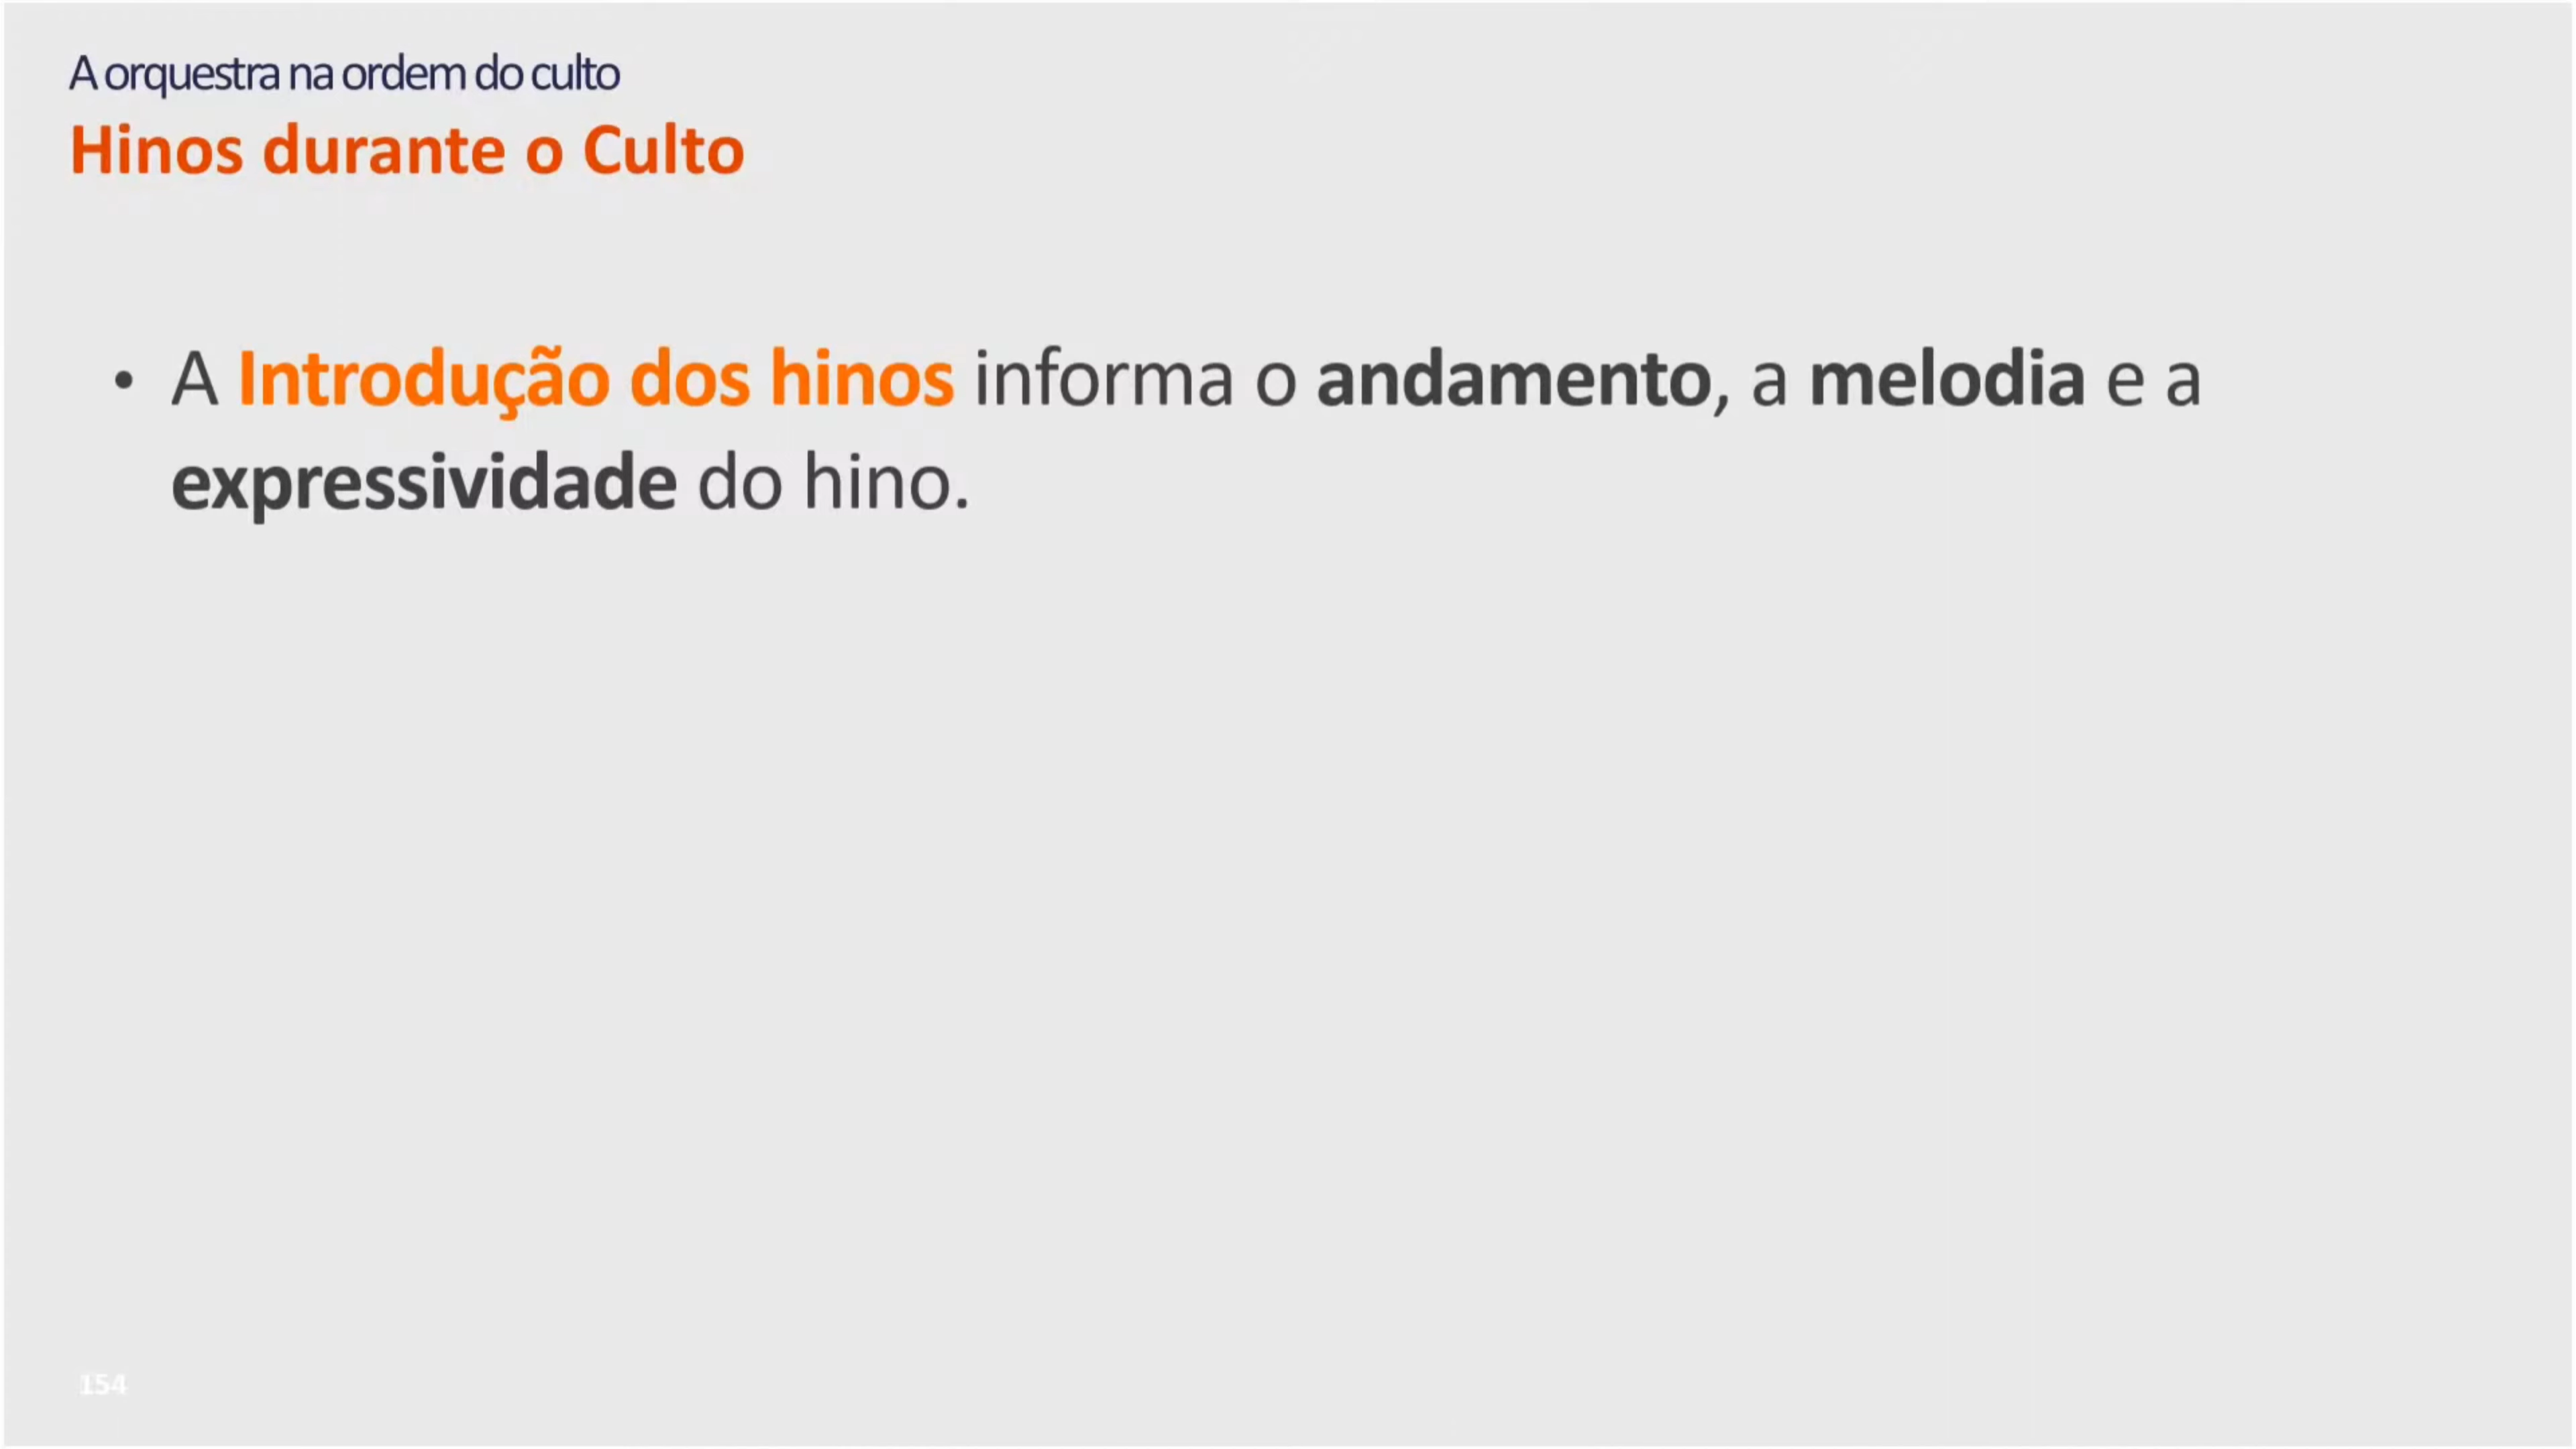 A orquestra na ordem do culto
Hinos durante o Culto
• A Introdução dos hinos informa o andamento, a melodia e a
expressividade do hino.
154